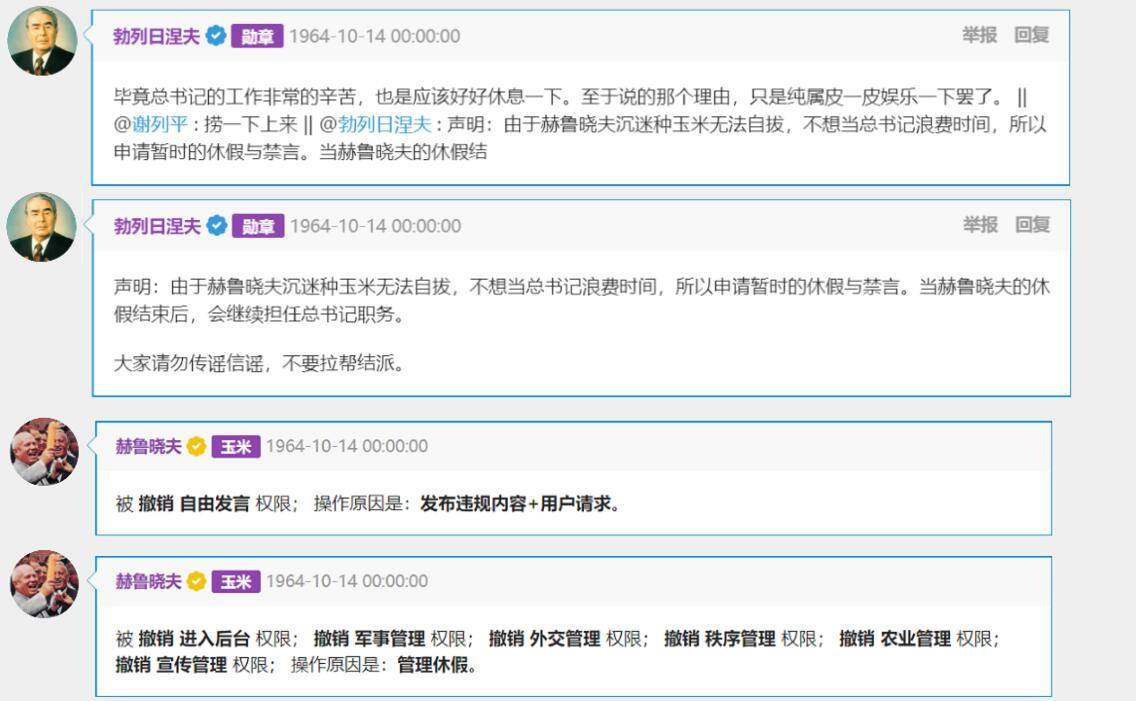 勃列日涅夫 勋章 1964-10-14 00:00:00 举报 回复
毕竟总书记的工作非常的辛苦，也是应该好好休息一下。至于说的那个理由，只是纯属皮一皮娱乐一下罢了。 ||
@谢列平 : 捞一下上来 || @勃列日涅夫 : 声明：由于赫鲁晓夫沉迷种玉米无法自拔，不想当总书记浪费时间，所以
申请暂时的休假与禁言。当赫鲁晓夫的休假结
勃列日涅夫 勋章 1964-10-14 00:00:00 举报 回复
声明：由于赫鲁晓夫沉迷种玉米无法自拔，不想当总书记浪费时间，所以申请暂时的休假与禁言。当赫鲁晓夫的休
假结束后，会继续担任总书记职务。
大家请勿传谣信谣，不要拉帮结派。
赫鲁晓夫 玉米 1964-10-14 00:00:00
被 撤销 自由发言 权限； 操作原因是：发布违规内容+用户请求。
赫鲁晓夫 玉米 1964-10-14 00:00:00
被 撤销 进入后台 权限； 撤销 军事管理 权限； 撤销 外交管理 权限； 撤销 秩序管理 权限； 撤销 农业管理 权限；
撤销 宣传管理 权限； 操作原因是：管理休假。